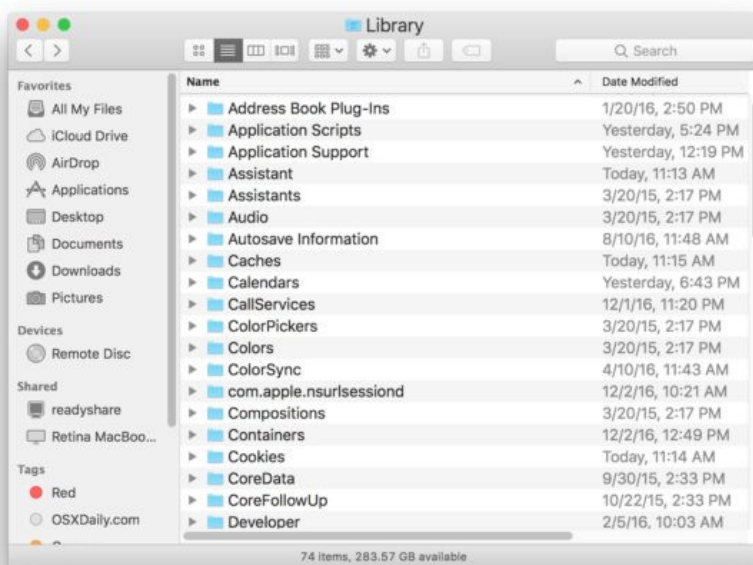 Library
Search
Favorites
All My Files
iCloud Drive
AirDrop
Applications
Desktop
Documents
Downloads
Pictures
Devices
Remote Disc
Shared
readyshare
Retina MacBoo...
Tags
Red
OSXDaily.com
Name Date Modified
Address Book Plug-Ins 1/20/16, 2:50 PM
Application Scripts Yesterday, 5:24 PM
Application Support Yesterday, 12:19 PM
Assistant Today, 11:13 AM
Assistants 3/20/15, 2:17 PM
Audio 3/20/15, 2:17 PM
Autosave Information 8/10/16, 11:48 AM
Caches Today, 11:15 AM
Calendars Yesterday, 6:43 PM
CallServices 12/1/16, 11:20 PM
ColorPickers 3/20/15, 2:17 PM
Colors 3/20/15, 2:17 PM
ColorSync 4/10/16, 11:43 AM
com.apple.nsurlsessiond 12/2/16, 10:21 AM
Compositions 3/20/15, 2:17 PM
Containers 12/2/16, 12:49 PM
Cookies Today, 11:14 AM
CoreData 9/30/15, 2:33 PM
CoreFollowUp 10/22/15, 2:33 PM
Developer 2/5/16, 10:03 AM
74 items, 283.57 GB available